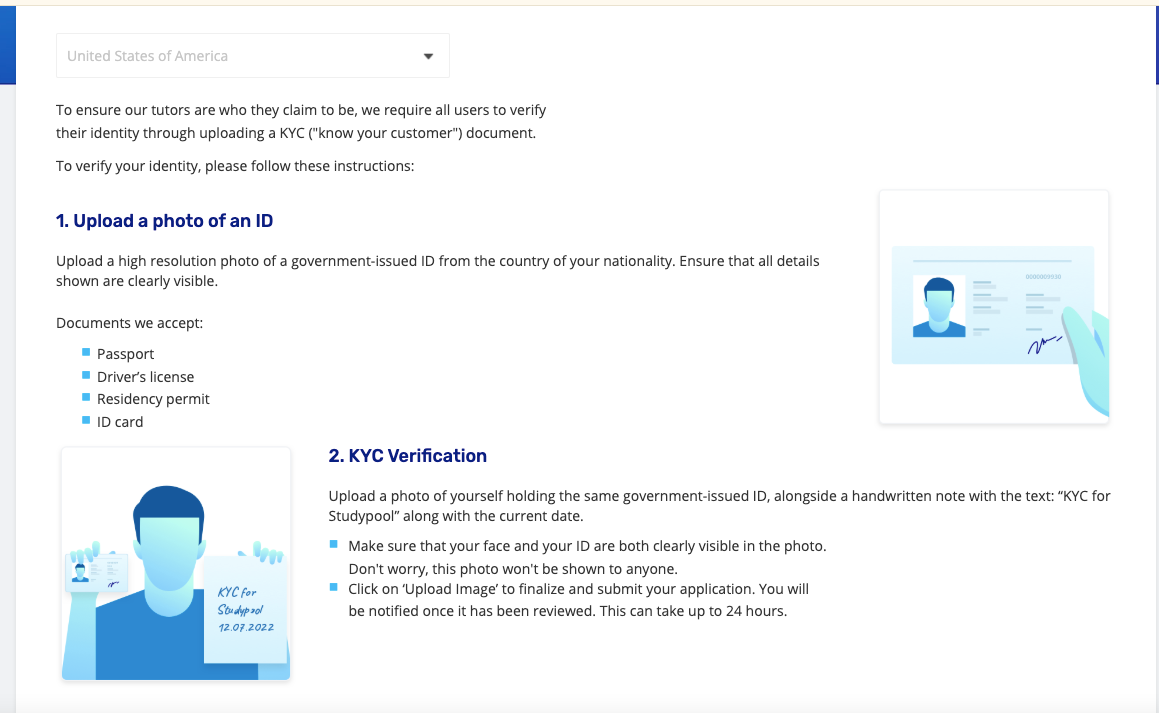 United States of America
To ensure our tutors are who they claim to be, we require all users to verify
their identity through uploading a KYC ("know your customer") document.
To verify your identity, please follow these instructions:
1. Upload a photo of an ID
Upload a high resolution photo of a government-issued ID from the country of your nationality. Ensure that all details
shown are clearly visible.
Documents we accept:
Passport
Driver’s license
Residency permit
ID card
2. KYC Verification
Upload a photo of yourself holding the same government-issued ID, alongside a handwritten note with the text: “KYC for
Studypool” along with the current date.
Make sure that your face and your ID are both clearly visible in the photo.
Don't worry, this photo won't be shown to anyone.
Click on ‘Upload Image’ to finalize and submit your application. You will
be notified once it has been reviewed. This can take up to 24 hours.
KYC for
Studypool
12.07.2022